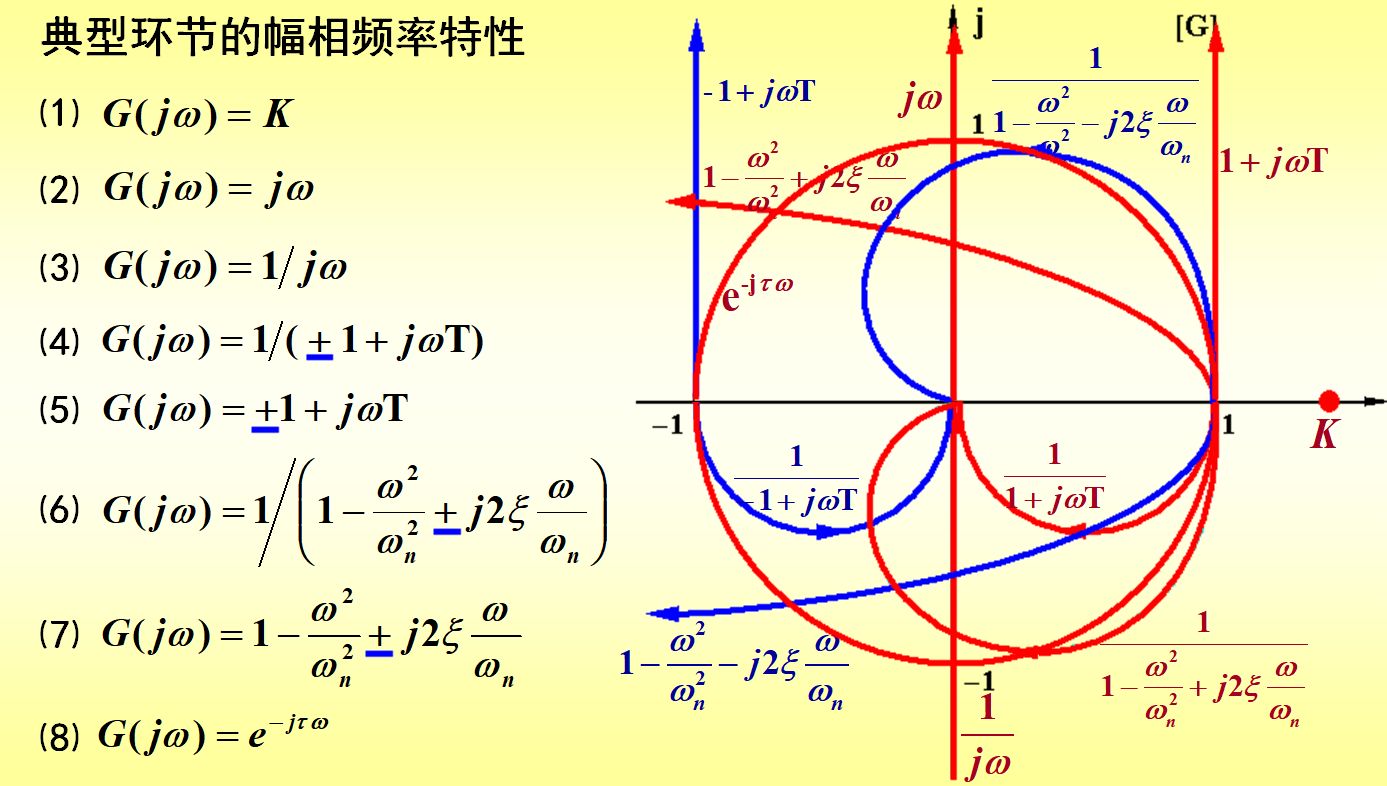 典型环节的幅相频率特性
(1) G(jω) = K
(2) G(jω) = jω
(3) G(jω) = 1/jω
(4) G(jω) = 1/(±1 + jωT)
(5) G(jω) = ±1 + jωT
(6) G(jω) = 1/(1 − ω²/ωₙ² ± j2ξ ω/ωₙ)
(7) G(jω) = 1 − ω²/ωₙ² ± j2ξ ω/ωₙ
(8) G(jω) = e^(−jτω)
j
[G]
-1 + jωT
jω
1
1/(1 − ω²/ω² − j2ξ ω/ωₙ)
1 + jωT
1 − ω²/ω² + j2ξ ω/ωₙ
e^(-jτω)
−1
1
K
1/(-1 + jωT)
1/(1 + jωT)
1 − ω²/ωₙ² − j2ξ ω/ωₙ
−1
1/jω
1/(1 − ω²/ωₙ² + j2ξ ω/ωₙ)